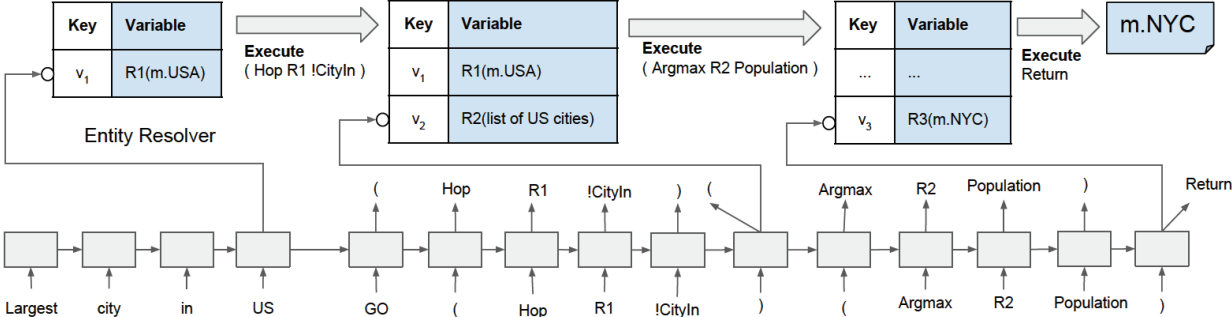 Key Variable
v1 R1(m.USA)
Execute
( Hop R1 !CityIn )
Key Variable
v1 R1(m.USA)
v2 R2(list of US cities)
Execute
( Argmax R2 Population )
Key Variable
... ...
v3 R3(m.NYC)
Execute
Return
m.NYC
Entity Resolver
( Hop R1 !CityIn ) ( Argmax R2 Population ) Return
Largest city in US GO ( Hop R1 !CityIn ) ( Argmax R2 Population )